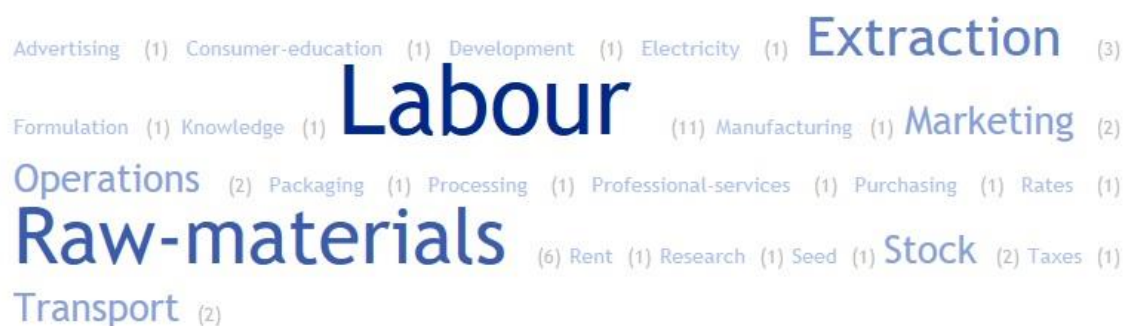 Advertising (1) Consumer-education (1) Development (1) Electricity (1) Extraction (3)
Formulation (1) Knowledge (1) Labour (11) Manufacturing (1) Marketing (2)
Operations (2) Packaging (1) Processing (1) Professional-services (1) Purchasing (1) Rates (1)
Raw-materials (6) Rent (1) Research (1) Seed (1) Stock (2) Taxes (1)
Transport (2)